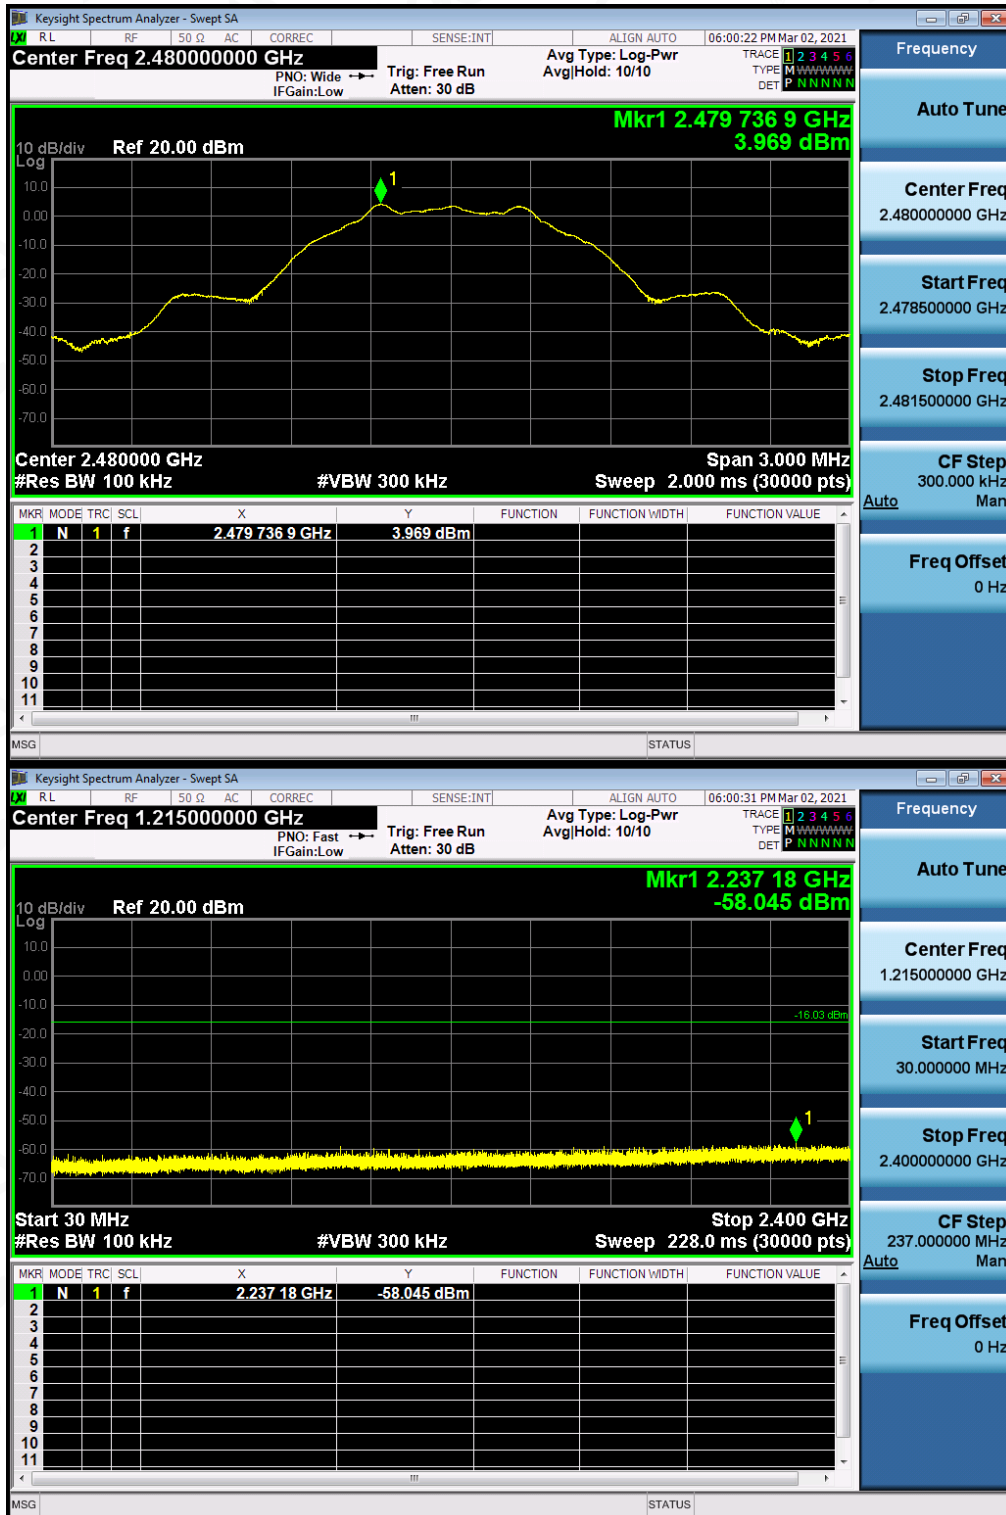 Keysight Spectrum Analyzer - Swept SA
LXI RL RF 50 Ω AC CORREC SENSE:INT ALIGN AUTO 06:00:22 PM Mar 02, 2021
Center Freq 2.480000000 GHz
PNO: Wide
IFGain:Low
Trig: Free Run
Atten: 30 dB
Avg Type: Log-Pwr
Avg|Hold: 10/10
TRACE 1 2 3 4 5 6
TYPE M WWWWW
DET P N N N N N
Mkr1 2.479 736 9 GHz
3.969 dBm
10 dB/div Ref 20.00 dBm
Log
10.0
0.00
-10.0
-20.0
-30.0
-40.0
-50.0
-60.0
-70.0
1
Center 2.480000 GHz Span 3.000 MHz
#Res BW 100 kHz #VBW 300 kHz Sweep 2.000 ms (30000 pts)
MKR MODE TRC SCL X Y FUNCTION FUNCTION WIDTH FUNCTION VALUE
1 N 1 f 2.479 736 9 GHz 3.969 dBm
2
3
4
5
6
7
8
9
10
11
MSG STATUS
Frequency
Auto Tune
Center Freq
2.480000000 GHz
Start Freq
2.478500000 GHz
Stop Freq
2.481500000 GHz
CF Step
300.000 kHz
Auto Man
Freq Offset
0 Hz
Keysight Spectrum Analyzer - Swept SA
LXI RL RF 50 Ω AC CORREC SENSE:INT ALIGN AUTO 06:00:31 PM Mar 02, 2021
Center Freq 1.215000000 GHz
PNO: Fast
IFGain:Low
Trig: Free Run
Atten: 30 dB
Avg Type: Log-Pwr
Avg|Hold: 10/10
TRACE 1 2 3 4 5 6
TYPE M WWWWW
DET P N N N N N
Mkr1 2.237 18 GHz
-58.045 dBm
10 dB/div Ref 20.00 dBm
Log
10.0
0.00
-10.0
-20.0
-30.0
-40.0
-50.0
-60.0
-70.0
-16.03 dBm
1
Start 30 MHz Stop 2.400 GHz
#Res BW 100 kHz #VBW 300 kHz Sweep 228.0 ms (30000 pts)
MKR MODE TRC SCL X Y FUNCTION FUNCTION WIDTH FUNCTION VALUE
1 N 1 f 2.237 18 GHz -58.045 dBm
2
3
4
5
6
7
8
9
10
11
MSG STATUS
Frequency
Auto Tune
Center Freq
1.215000000 GHz
Start Freq
30.000000 MHz
Stop Freq
2.400000000 GHz
CF Step
237.000000 MHz
Auto Man
Freq Offset
0 Hz